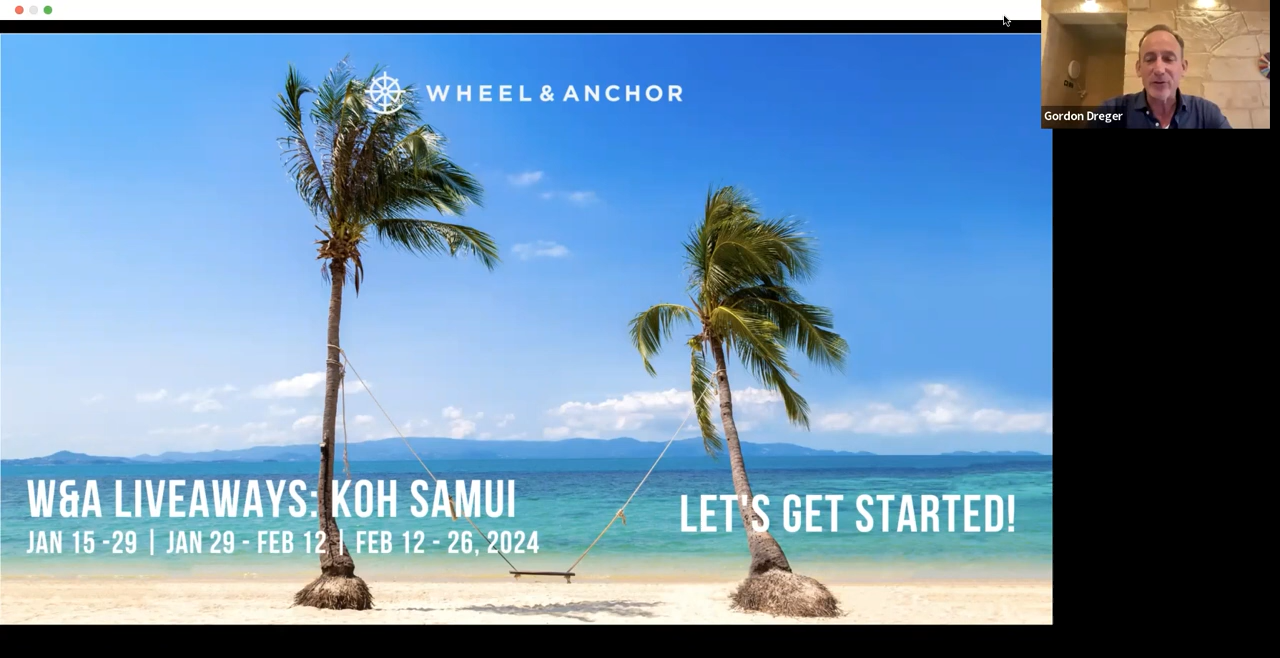 WHEEL & ANCHOR
Gordon Dreger
W&A LIVEAWAYS: KOH SAMUI
JAN 15 -29 | JAN 29 - FEB 12 | FEB 12 - 26, 2024
LET'S GET STARTED!